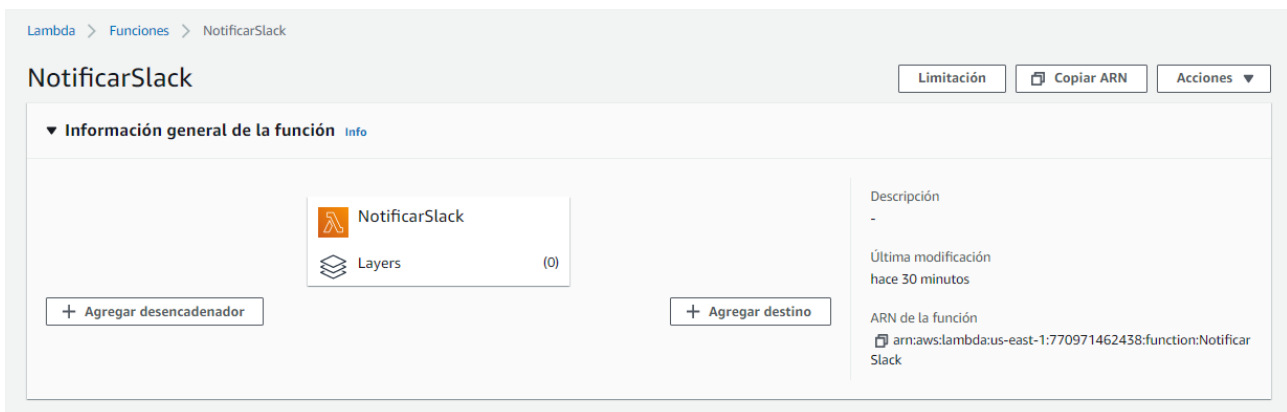 Lambda > Funciones > NotificarSlack
NotificarSlack
Limitación
Copiar ARN
Acciones ▼
▼ Información general de la función Info
NotificarSlack
Layers (0)
+ Agregar desencadenador
+ Agregar destino
Descripción
-
Última modificación
hace 30 minutos
ARN de la función
arn:aws:lambda:us-east-1:770971462438:function:Notificar
Slack